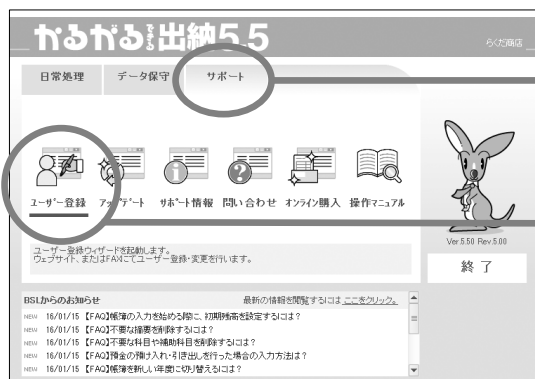 かるがるできる出納5.5
らくだ商店
日常処理 データ保守 サポート
ユーザー登録 アップデート サポート情報 問い合わせ オンライン購入 操作マニュアル
Ver.5.50 Rev.5.00
終了
ユーザー登録ウィザードを起動します。
ウェブサイト、またはFAXにてユーザー登録・変更を行います。
BSLからのお知らせ 最新の情報を閲覧するには ここをクリック。
NEW 16/01/15 【FAQ】帳簿の入力を始める際に、初期残高を設定するには？
NEW 16/01/15 【FAQ】不要な摘要を削除するには？
NEW 16/01/15 【FAQ】不要な科目や補助科目を削除するには？
NEW 16/01/15 【FAQ】預金の預け入れ・引き出しを行った場合の入力方法は？
NEW 16/01/15 【FAQ】帳簿を新しい年度に切り替えるには？